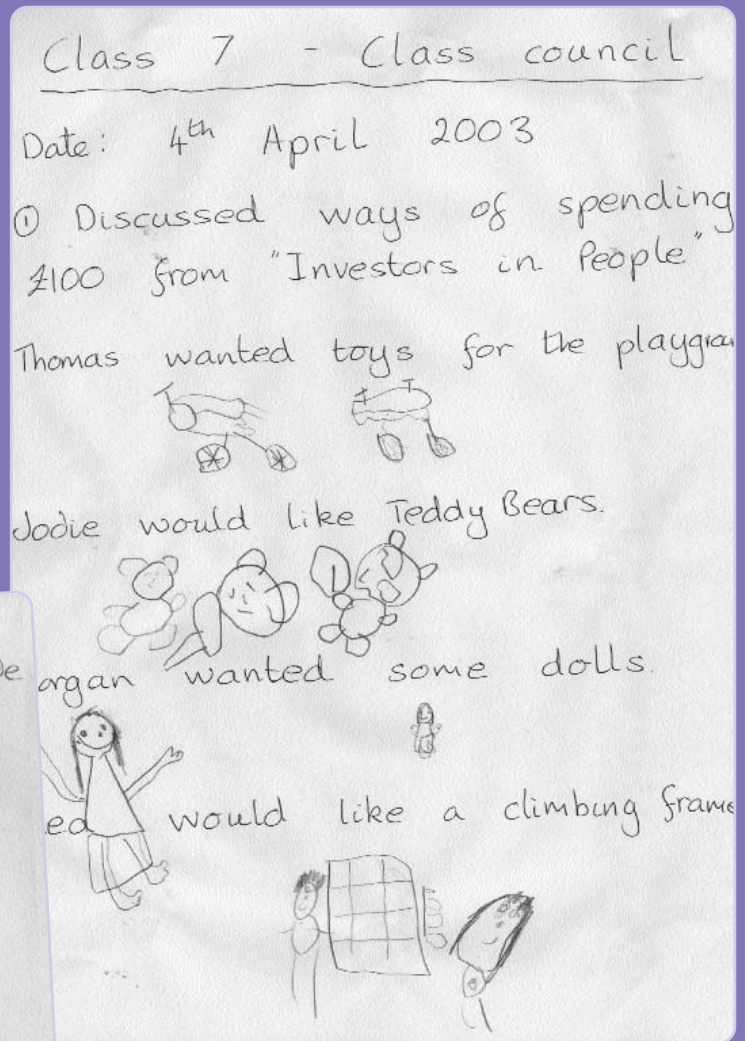 Class 7 - Class council
Date: 4th April 2003
① Discussed ways of spending
£100 from "Investors in People"
Thomas wanted toys for the playgrou
Jodie would like Teddy Bears.
organ wanted some dolls.
ea would like a climbing frame